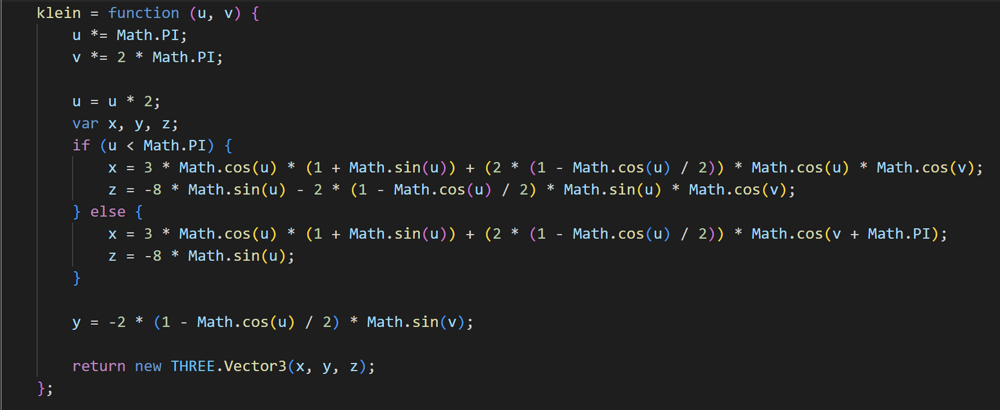 klein = function (u, v) {
    u *= Math.PI;
    v *= 2 * Math.PI;

    u = u * 2;
    var x, y, z;
    if (u < Math.PI) {
        x = 3 * Math.cos(u) * (1 + Math.sin(u)) + (2 * (1 - Math.cos(u) / 2)) * Math.cos(u) * Math.cos(v);
        z = -8 * Math.sin(u) - 2 * (1 - Math.cos(u) / 2) * Math.sin(u) * Math.cos(v);
    } else {
        x = 3 * Math.cos(u) * (1 + Math.sin(u)) + (2 * (1 - Math.cos(u) / 2)) * Math.cos(v + Math.PI);
        z = -8 * Math.sin(u);
    }

    y = -2 * (1 - Math.cos(u) / 2) * Math.sin(v);

    return new THREE.Vector3(x, y, z);
};